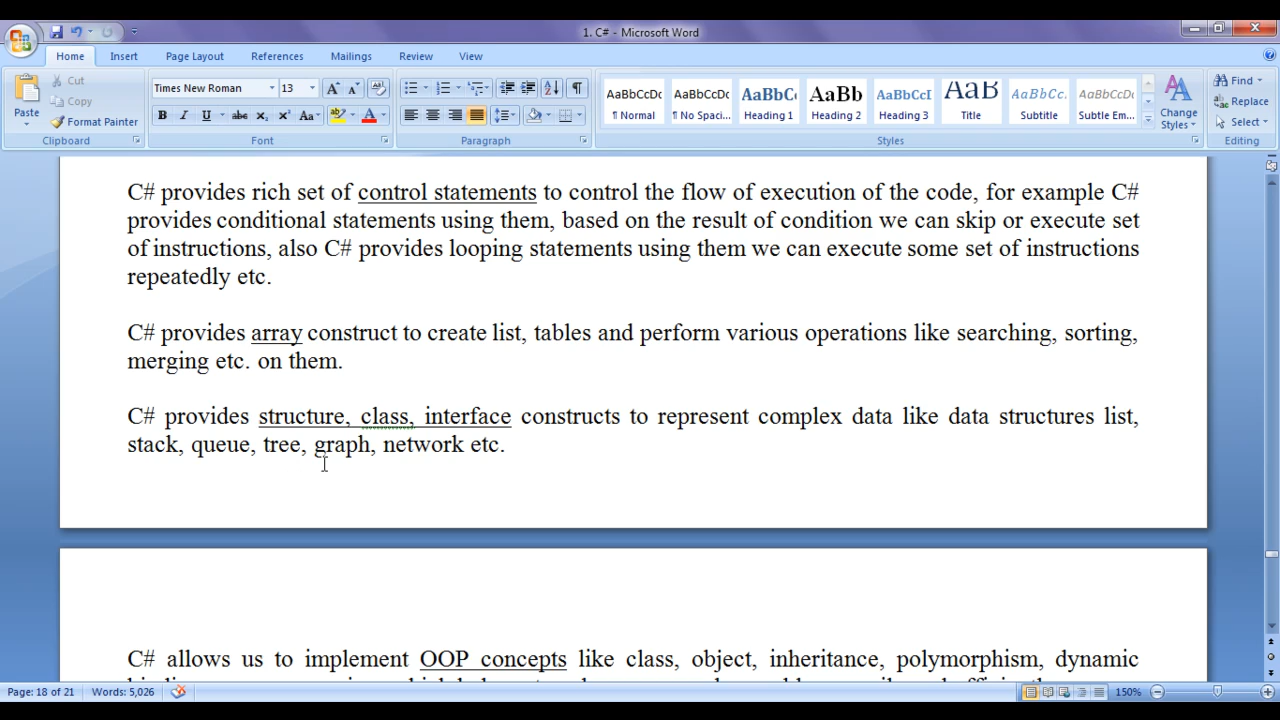 1. C# - Microsoft Word
Home Insert Page Layout References Mailings Review View
Paste
Cut
Copy
Format Painter
Clipboard
Times New Roman 13
Font
Paragraph
AaBbCcDc AaBbCcDc AaBbC AaBb AaBbCcI AaB AaBbCc. AaBbCcDc
¶ Normal ¶ No Spaci... Heading 1 Heading 2 Heading 3 Title Subtitle Subtle Em...
Change Styles
Styles
Find
Replace
Select
Editing
C# provides rich set of control statements to control the flow of execution of the code, for example C#
provides conditional statements using them, based on the result of condition we can skip or execute set
of instructions, also C# provides looping statements using them we can execute some set of instructions
repeatedly etc.
C# provides array construct to create list, tables and perform various operations like searching, sorting,
merging etc. on them.
C# provides structure, class, interface constructs to represent complex data like data structures list,
stack, queue, tree, graph, network etc.
C# allows us to implement OOP concepts like class, object, inheritance, polymorphism, dynamic
Page: 18 of 21 Words: 5,026 150%